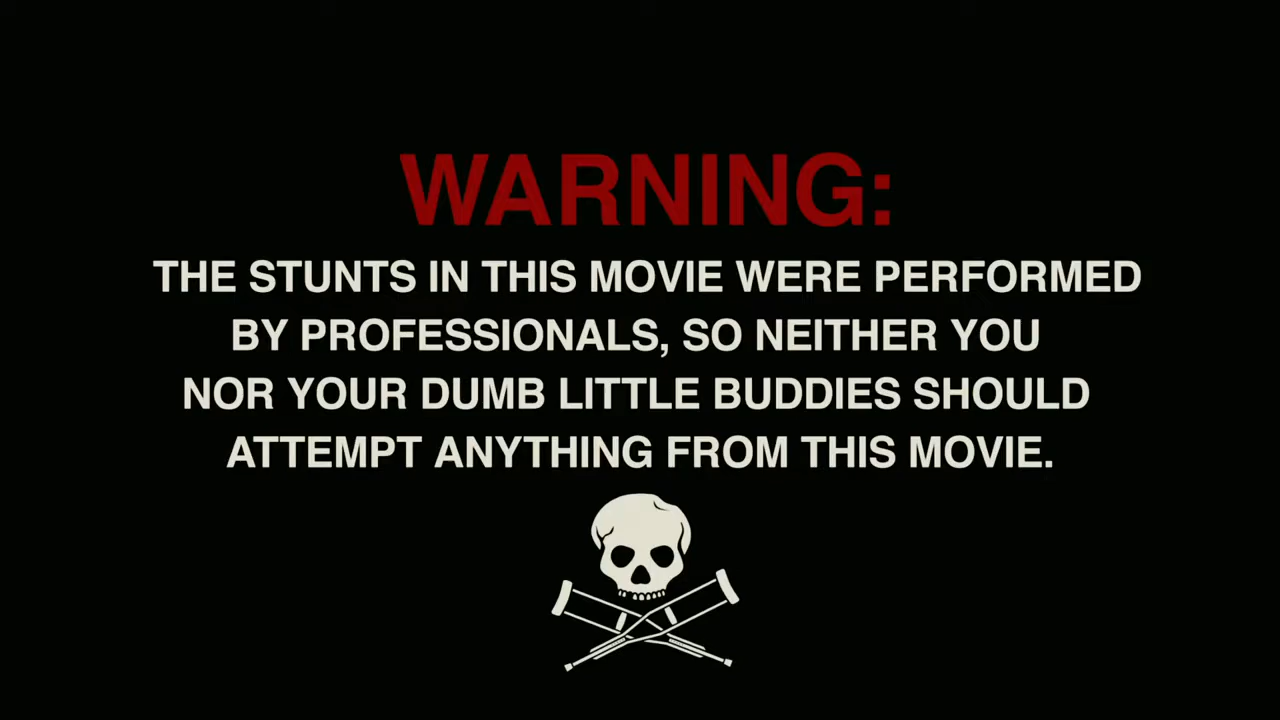 WARNING:
THE STUNTS IN THIS MOVIE WERE PERFORMED
BY PROFESSIONALS, SO NEITHER YOU
NOR YOUR DUMB LITTLE BUDDIES SHOULD
ATTEMPT ANYTHING FROM THIS MOVIE.